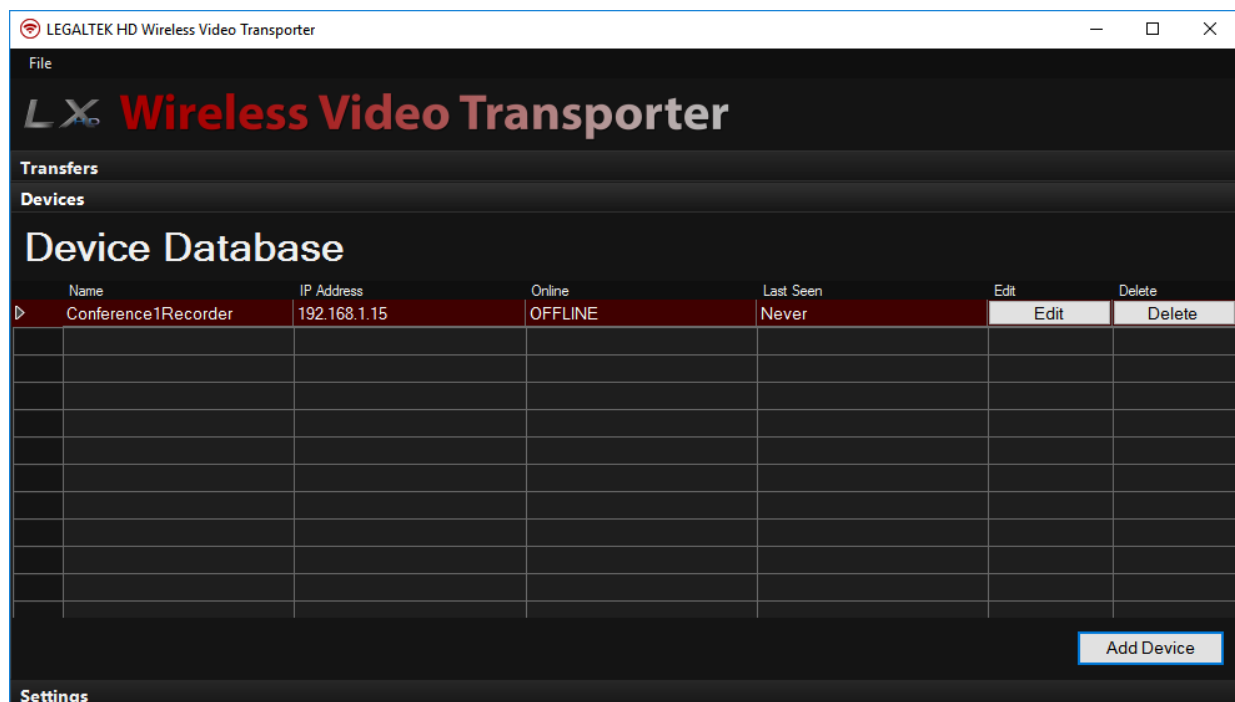 LEGALTEK HD Wireless Video Transporter
File
LX HD Wireless Video Transporter
Transfers
Devices
Device Database
Name IP Address Online Last Seen Edit Delete
Conference1Recorder 192.168.1.15 OFFLINE Never Edit Delete
Add Device
Settings